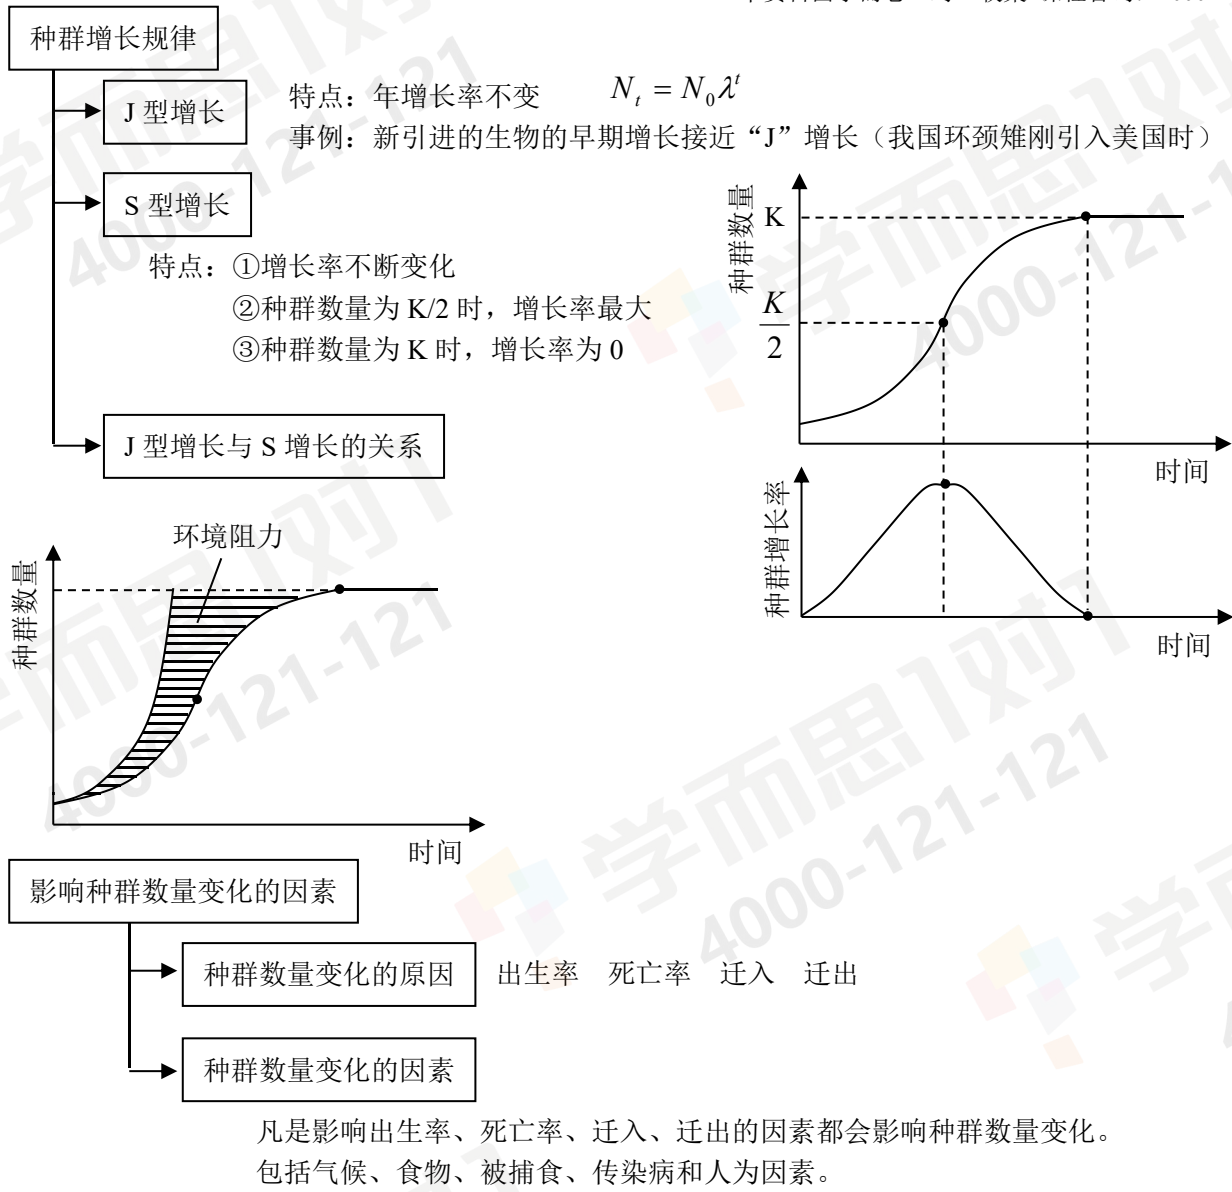 种群增长规律
J 型增长
特点：年增长率不变 N_t = N_0λ^t
事例：新引进的生物的早期增长接近“J”增长（我国环颈雉刚引入美国时）
S 型增长
特点：①增长率不断变化
②种群数量为 K/2 时，增长率最大
③种群数量为 K 时，增长率为 0
种群数量
K
K/2
时间
种群增长率
时间
J 型增长与 S 增长的关系
环境阻力
种群数量
时间
影响种群数量变化的因素
种群数量变化的原因 出生率 死亡率 迁入 迁出
种群数量变化的因素
凡是影响出生率、死亡率、迁入、迁出的因素都会影响种群数量变化。
包括气候、食物、被捕食、传染病和人为因素。
学而思1对1
4000-121-121